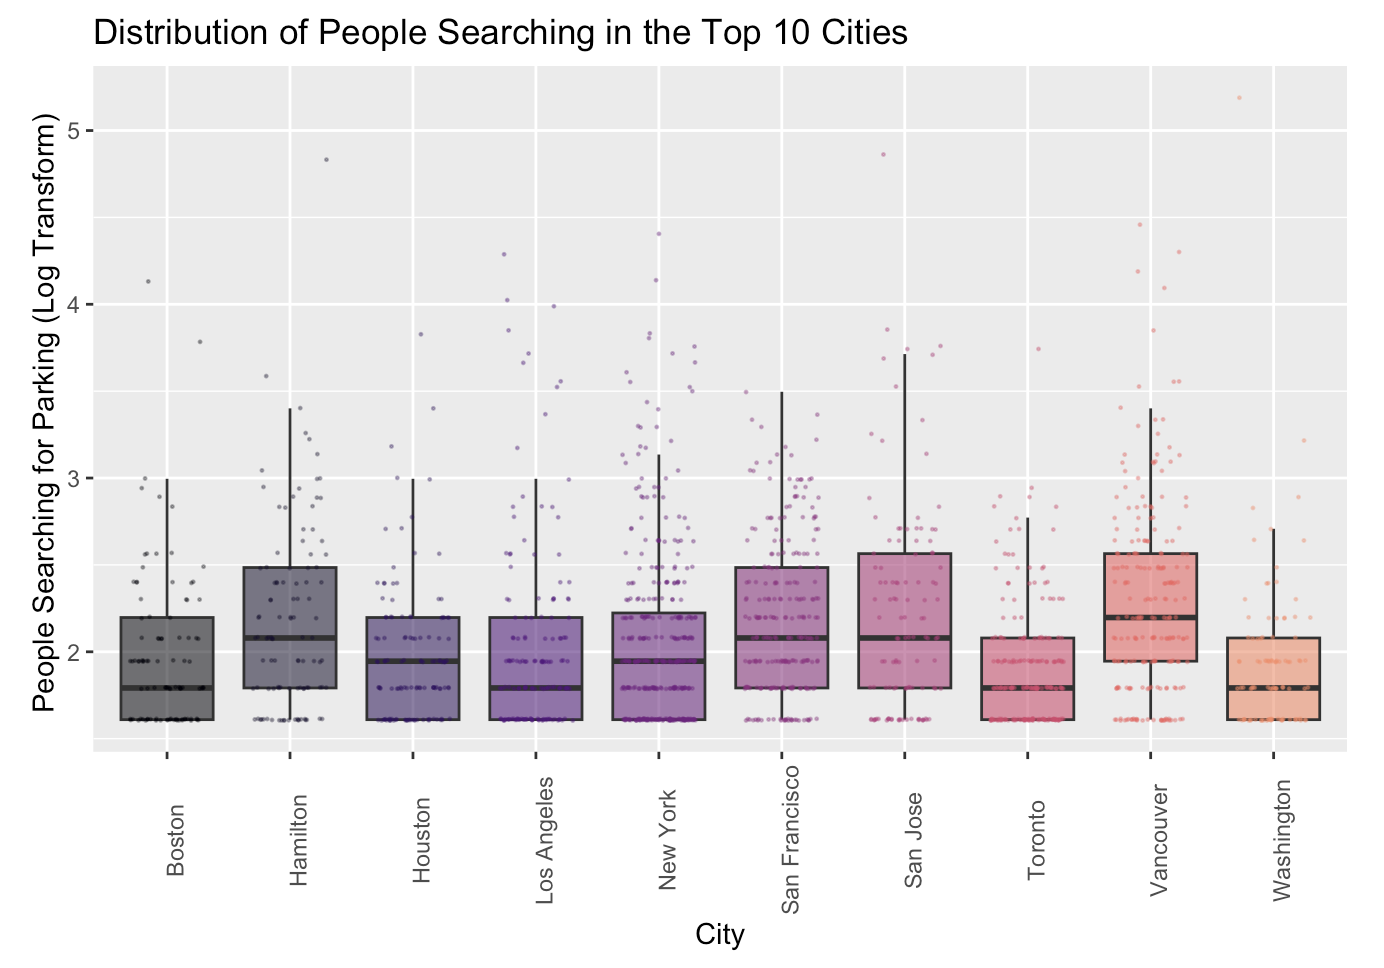 Distribution of People Searching in the Top 10 Cities
People Searching for Parking (Log Transform)
5
4
3
2
Boston
Hamilton
Houston
Los Angeles
New York
San Francisco
San Jose
Toronto
Vancouver
Washington
City